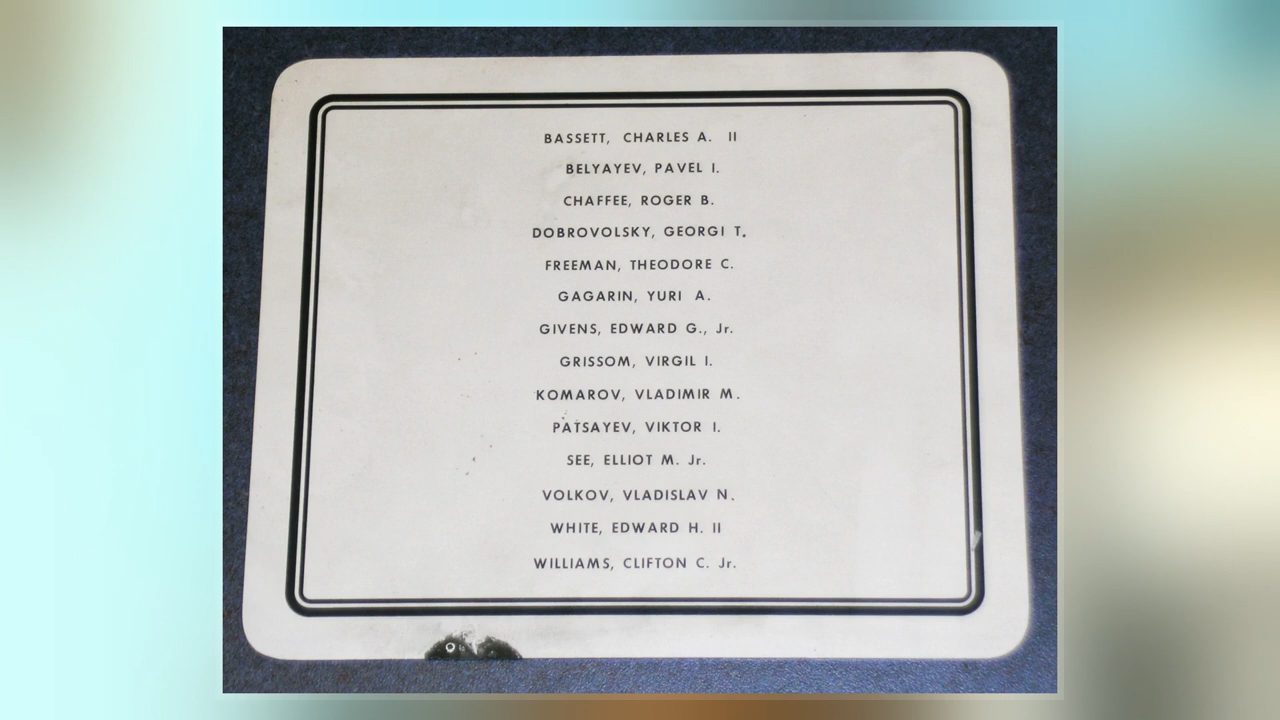 BASSETT, CHARLES A. II
BELYAYEV, PAVEL I.
CHAFFEE, ROGER B.
DOBROVOLSKY, GEORGI T.
FREEMAN, THEODORE C.
GAGARIN, YURI A.
GIVENS, EDWARD G., Jr.
GRISSOM, VIRGIL I.
KOMAROV, VLADIMIR M.
PATSAYEV, VIKTOR I.
SEE, ELLIOT M. Jr.
VOLKOV, VLADISLAV N.
WHITE, EDWARD H. II
WILLIAMS, CLIFTON C. Jr.